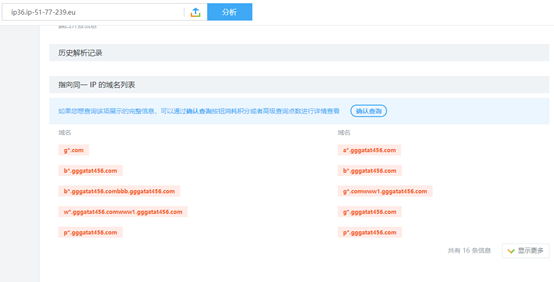 ip36.ip-51-77-239.eu 分析
历史解析记录
指向同一 IP 的域名列表
如果您想查询该项展示的完整信息，可以通过确认查询按钮消耗积分或者高级查询点数进行详情查看 确认查询
域名 域名
g*.com a*.gggatat456.com
b*.gggatat456.com b*.gggatat456.com
b*.gggatat456.combbb.gggatat456.com g*.comwww1.gggatat456.com
w*.gggatat456.comwww1.gggatat456.com g*.gggatat456.com
p*.gggatat456.com p*.gggatat456.com
共有 16 条信息 显示更多